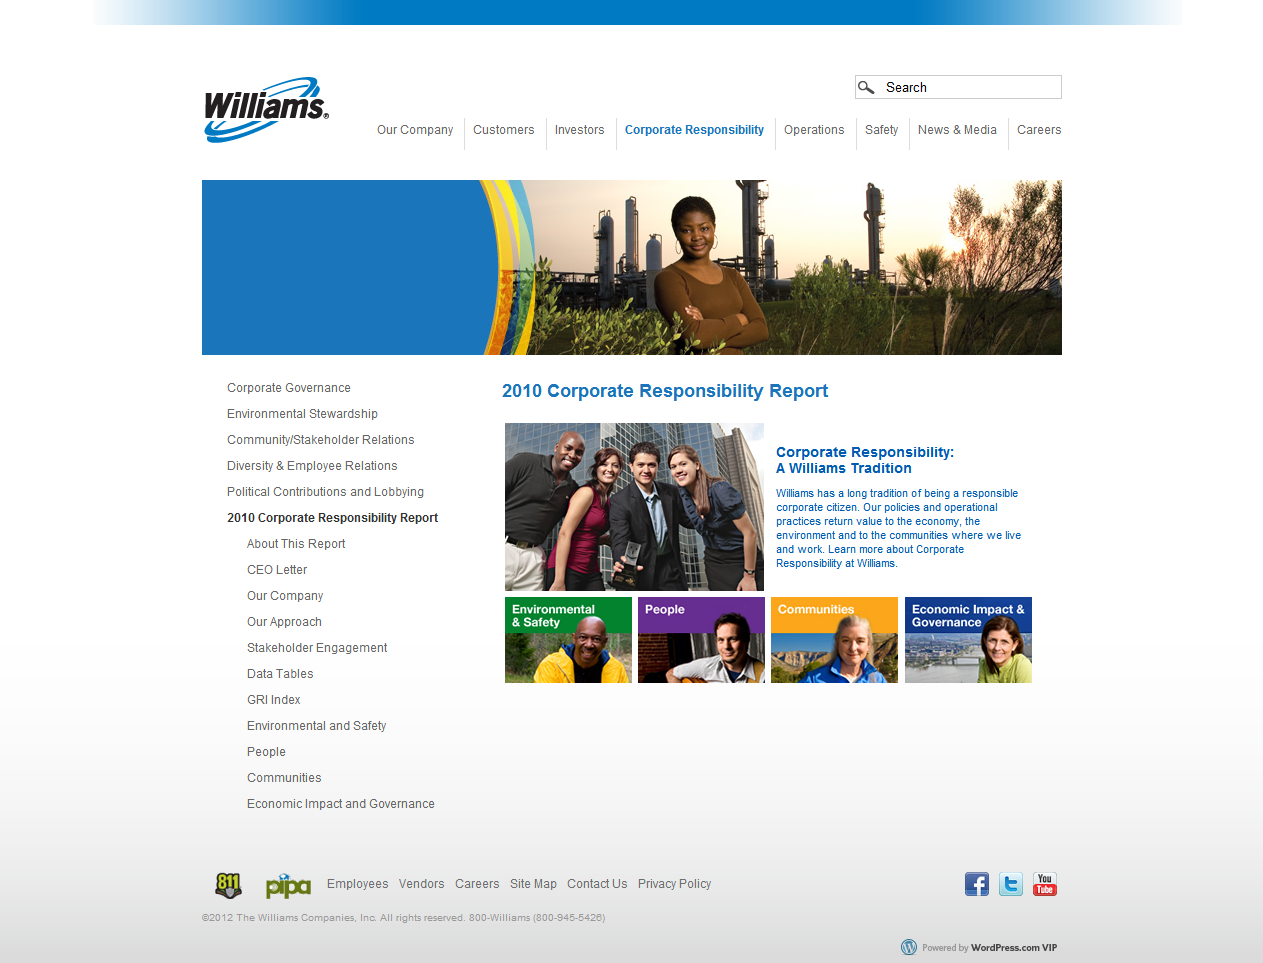 Williams®
Search
Our Company
Customers
Investors
Corporate Responsibility
Operations
Safety
News & Media
Careers
Corporate Governance
Environmental Stewardship
Community/Stakeholder Relations
Diversity & Employee Relations
Political Contributions and Lobbying
2010 Corporate Responsibility Report
About This Report
CEO Letter
Our Company
Our Approach
Stakeholder Engagement
Data Tables
GRI Index
Environmental and Safety
People
Communities
Economic Impact and Governance
2010 Corporate Responsibility Report
Corporate Responsibility:
A Williams Tradition
Williams has a long tradition of being a responsible
corporate citizen. Our policies and operational
practices return value to the economy, the
environment and to the communities where we live
and work. Learn more about Corporate
Responsibility at Williams.
Environmental
& Safety
People
Communities
Economic Impact &
Governance
811
pipa
Employees
Vendors
Careers
Site Map
Contact Us
Privacy Policy
You
Tube
©2012 The Williams Companies, Inc. All rights reserved. 800-Williams (800-945-5426)
Powered by WordPress.com VIP